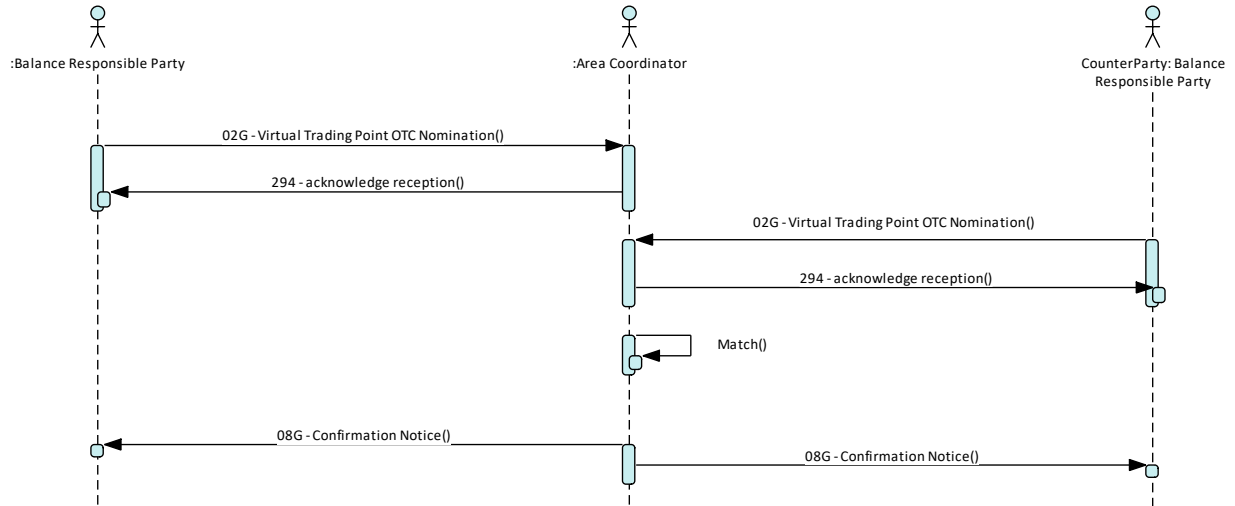 :Balance Responsible Party
:Area Coordinator
CounterParty: Balance
Responsible Party
02G - Virtual Trading Point OTC Nomination()
294 - acknowledge reception()
02G - Virtual Trading Point OTC Nomination()
294 - acknowledge reception()
Match()
08G - Confirmation Notice()
08G - Confirmation Notice()